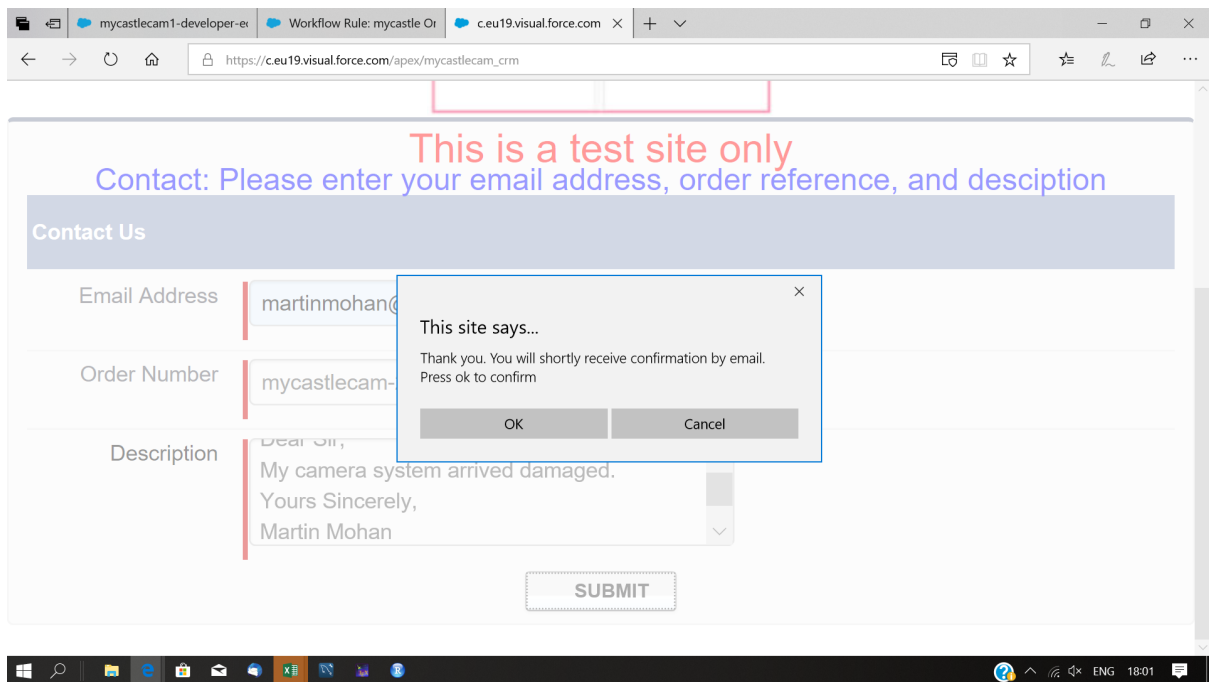 mycastlecam1-developer-ec
Workflow Rule: mycastle Or
c.eu19.visual.force.com
https://c.eu19.visual.force.com/apex/mycastlecam_crm
This is a test site only
Contact: Please enter your email address, order reference, and desciption
Contact Us
Email Address
martinmohan@
Order Number
mycastlecam-
Description
Dear Sir,
My camera system arrived damaged.
Yours Sincerely,
Martin Mohan
SUBMIT
This site says...
Thank you. You will shortly receive confirmation by email.
Press ok to confirm
OK
Cancel
ENG
18:01